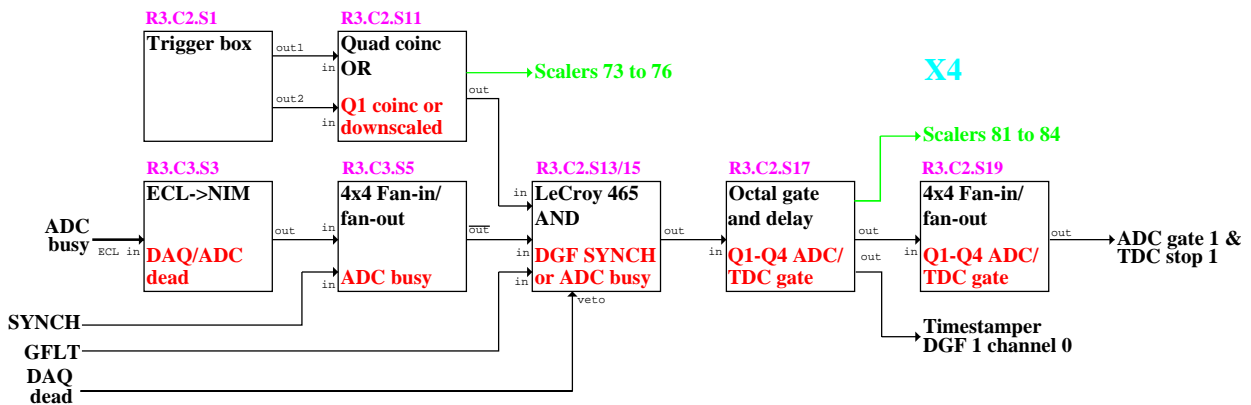 R3.C2.S1
Trigger box
out1
out2
R3.C2.S11
Quad coinc
OR
in
Q1 coinc or
in
downscaled
out
Scalers 73 to 76
X4
Scalers 81 to 84
R3.C3.S3
ECL->NIM
ADC
busy
ECL in
DAQ/ADC
dead
out
R3.C3.S5
4x4 Fan-in/
fan-out
in
ADC busy
in
out
R3.C2.S13/15
LeCroy 465
AND
in
in
DGF SYNCH
or ADC busy
in
veto
out
R3.C2.S17
Octal gate
and delay
in
Q1-Q4 ADC/
TDC gate
out
out
R3.C2.S19
4x4 Fan-in/
fan-out
in
Q1-Q4 ADC/
TDC gate
out
ADC gate 1 &
TDC stop 1
SYNCH
GFLT
DAQ
dead
Timestamper
DGF 1 channel 0